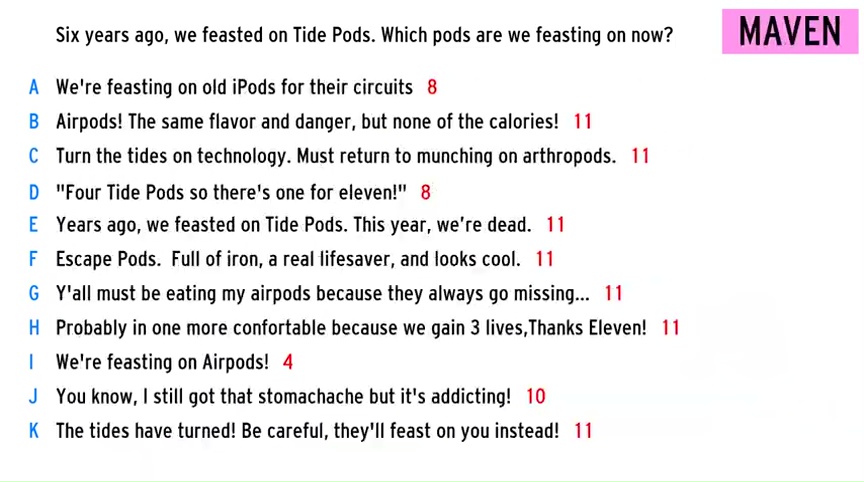 Six years ago, we feasted on Tide Pods. Which pods are we feasting on now?
MAVEN
A We're feasting on old iPods for their circuits 8
B Airpods! The same flavor and danger, but none of the calories! 11
C Turn the tides on technology. Must return to munching on arthropods. 11
D "Four Tide Pods so there's one for eleven!" 8
E Years ago, we feasted on Tide Pods. This year, we're dead. 11
F Escape Pods. Full of iron, a real lifesaver, and looks cool. 11
G Y'all must be eating my airpods because they always go missing... 11
H Probably in one more confortable because we gain 3 lives,Thanks Eleven! 11
I We're feasting on Airpods! 4
J You know, I still got that stomachache but it's addicting! 10
K The tides have turned! Be careful, they'll feast on you instead! 11